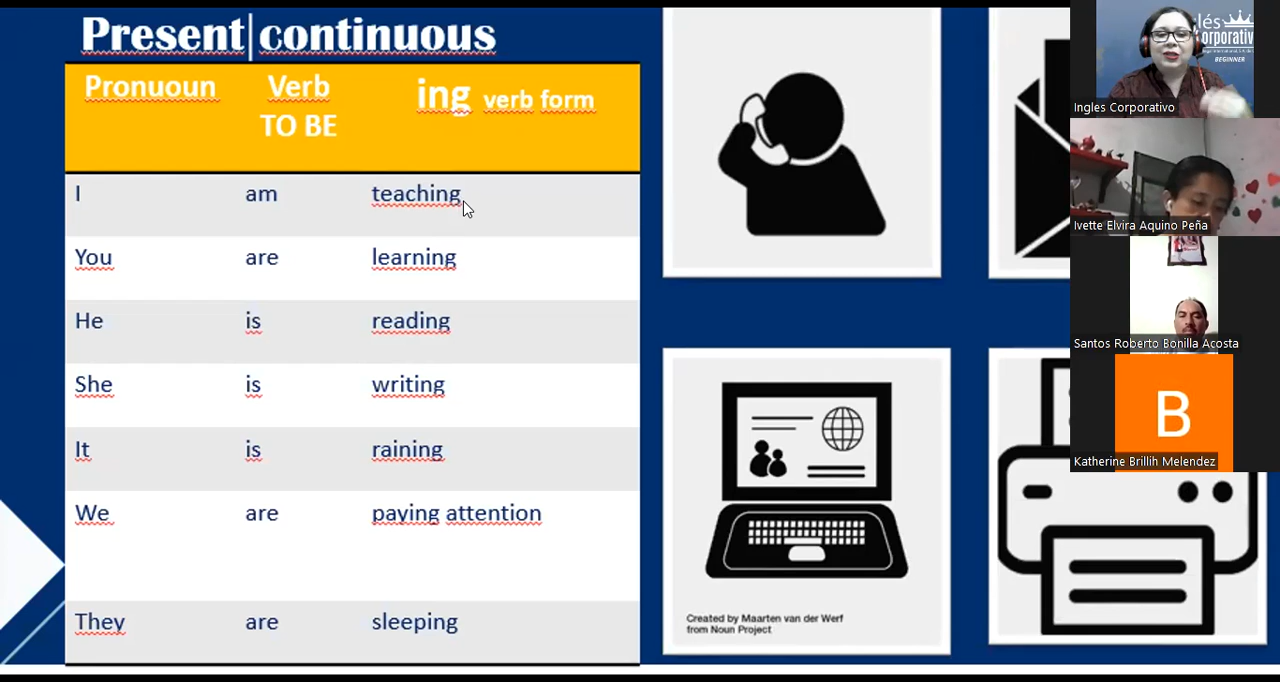 Present continuous
Pronuoun Verb TO BE ing verb form
I am teaching
You are learning
He is reading
She is writing
It is raining
We are paying attention
They are sleeping
Created by Maarten van der Werf
from Noun Project
BEGINNER
Ingles Corporativo
Ivette Elvira Aquino Peña
Santos Roberto Bonilla Acosta
B
Katherine Brillih Melendez